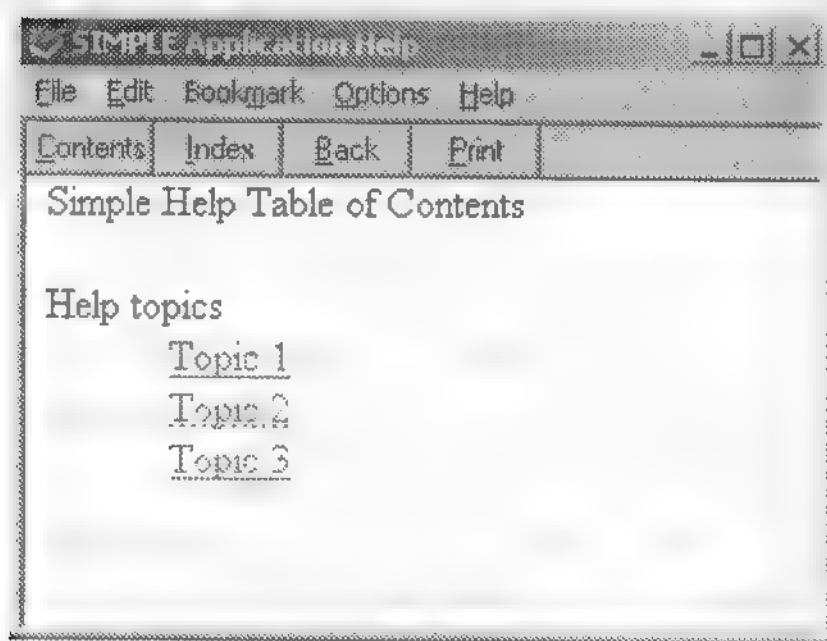 SIMPLE Application Help
File Edit Bookmark Options Help
Contents Index Back Print
Simple Help Table of Contents
Help topics
Topic 1
Topic 2
Topic 3